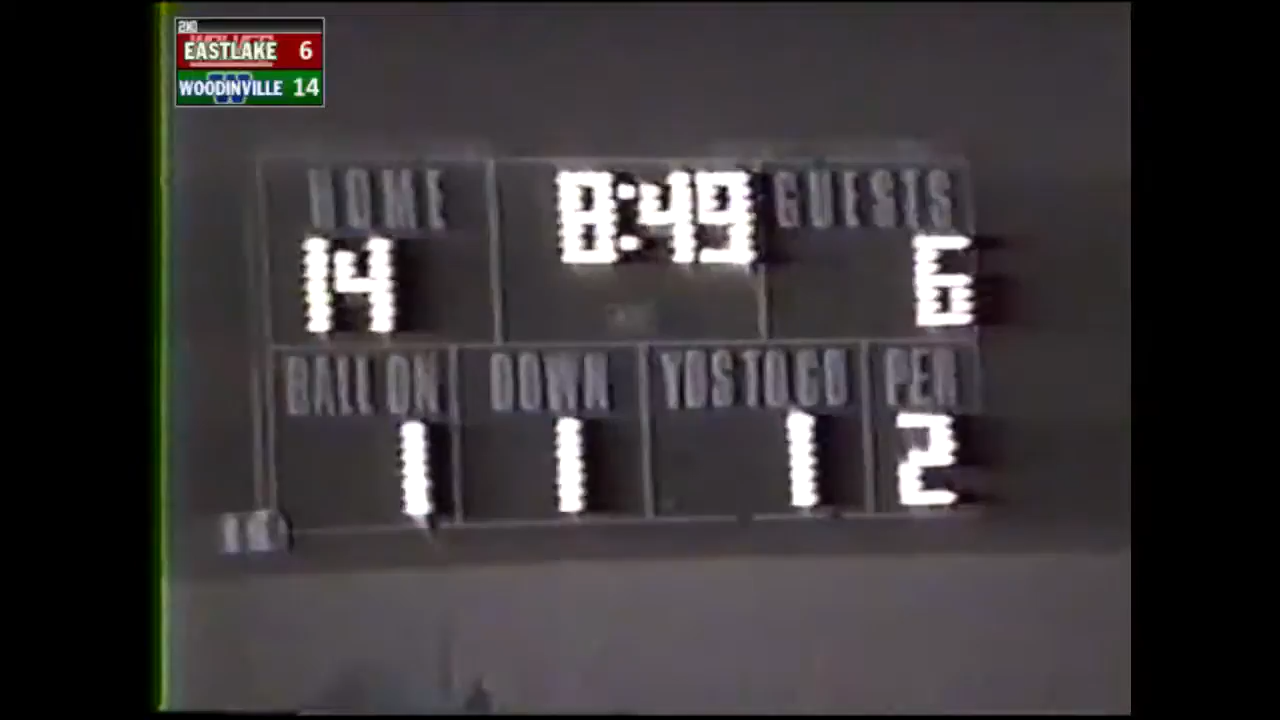 2ND
EASTLAKE 6
WOODINVILLE 14
HOME 8:49 GUESTS
14 6
BALL ON DOWN YDS TO GO PER
1 1 1 2